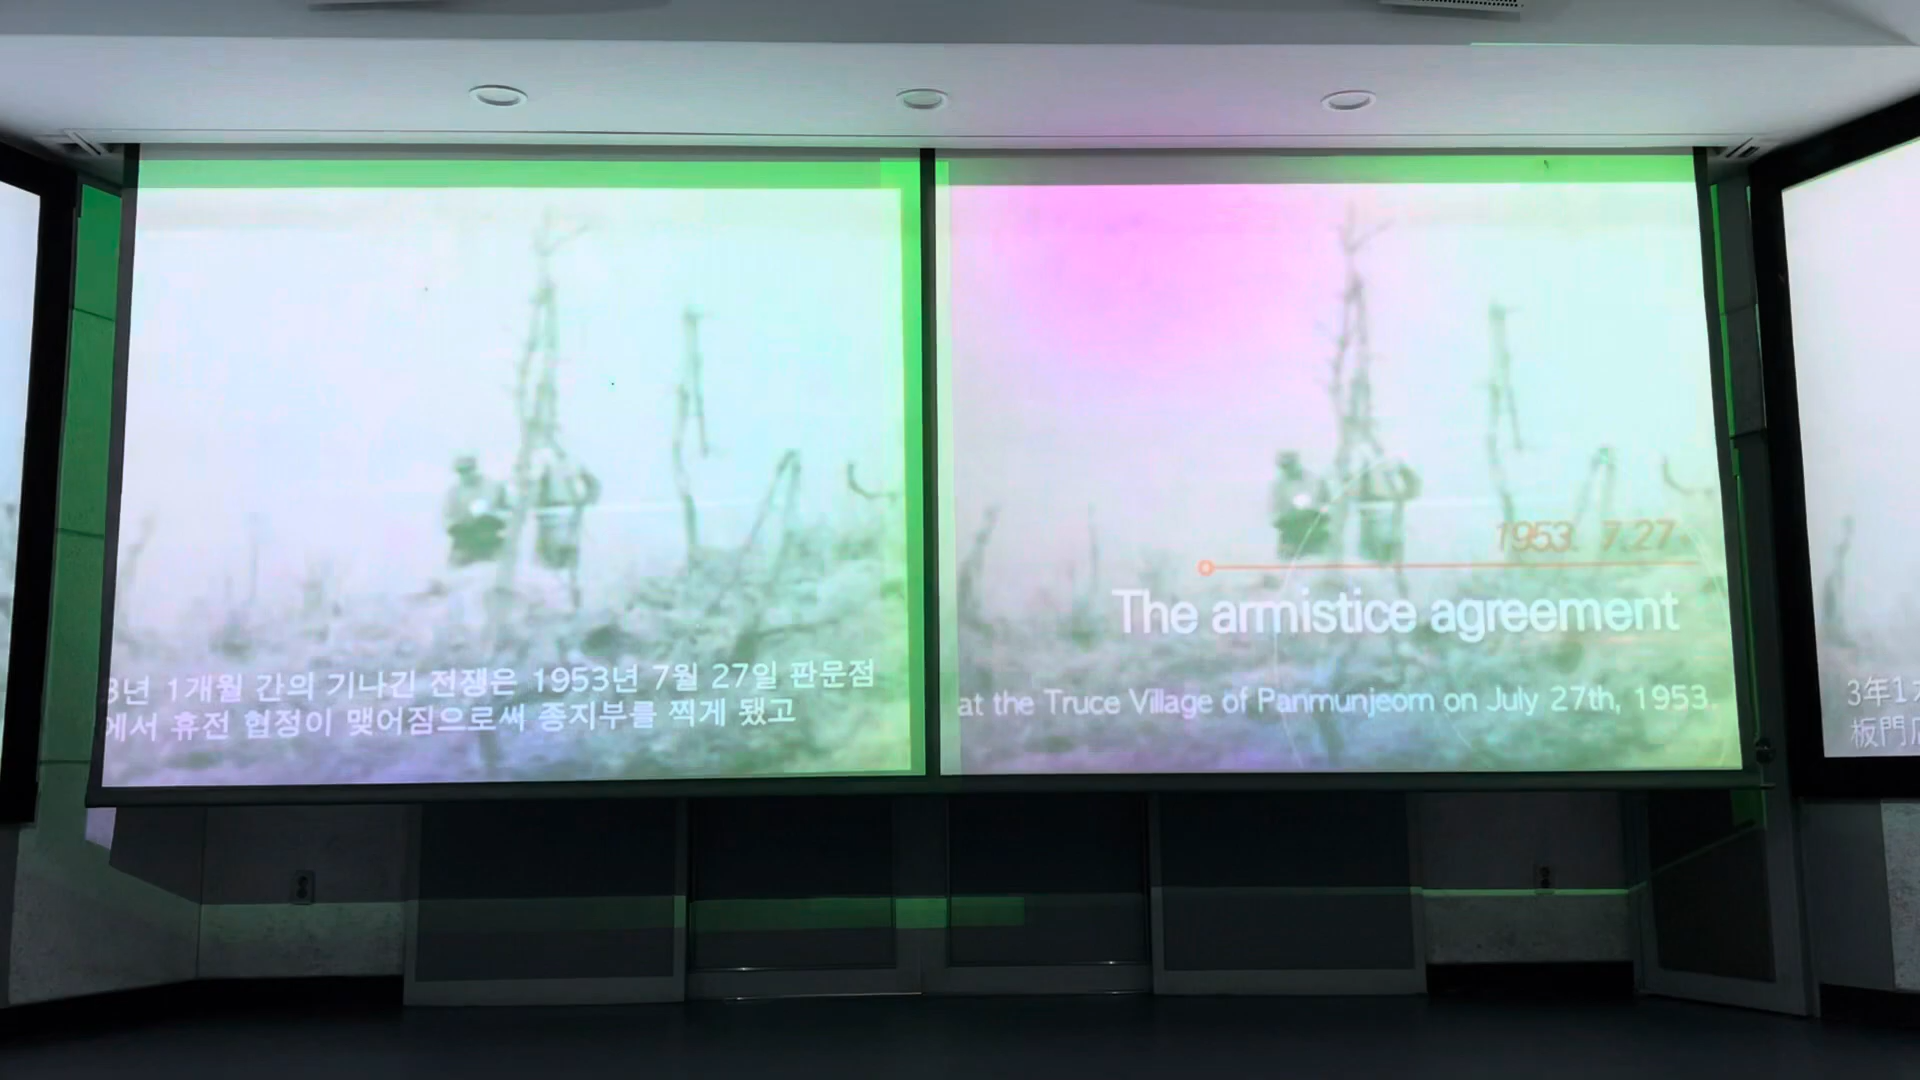 3년 1개월 간의 기나긴 전쟁은 1953년 7월 27일 판문점
에서 휴전 협정이 맺어짐으로써 종지부를 찍게 됐고
1953. 7.27
The armistice agreement
at the Truce Village of Panmunjeom on July 27th, 1953.
3年1
板門店